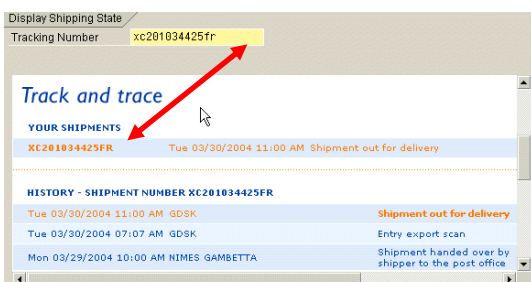 Display Shipping State
Tracking Number xc201034425fr
Track and trace
YOUR SHIPMENTS
XC201034425FR Tue 03/30/2004 11:00 AM Shipment out for delivery
HISTORY - SHIPMENT NUMBER XC201034425FR
Tue 03/30/2004 11:00 AM GDSK Shipment out for delivery
Tue 03/30/2004 07:07 AM GDSK Entry export scan
Mon 03/29/2004 10:00 AM NIMES GAMBETTA Shipment handed over by
shipper to the post office